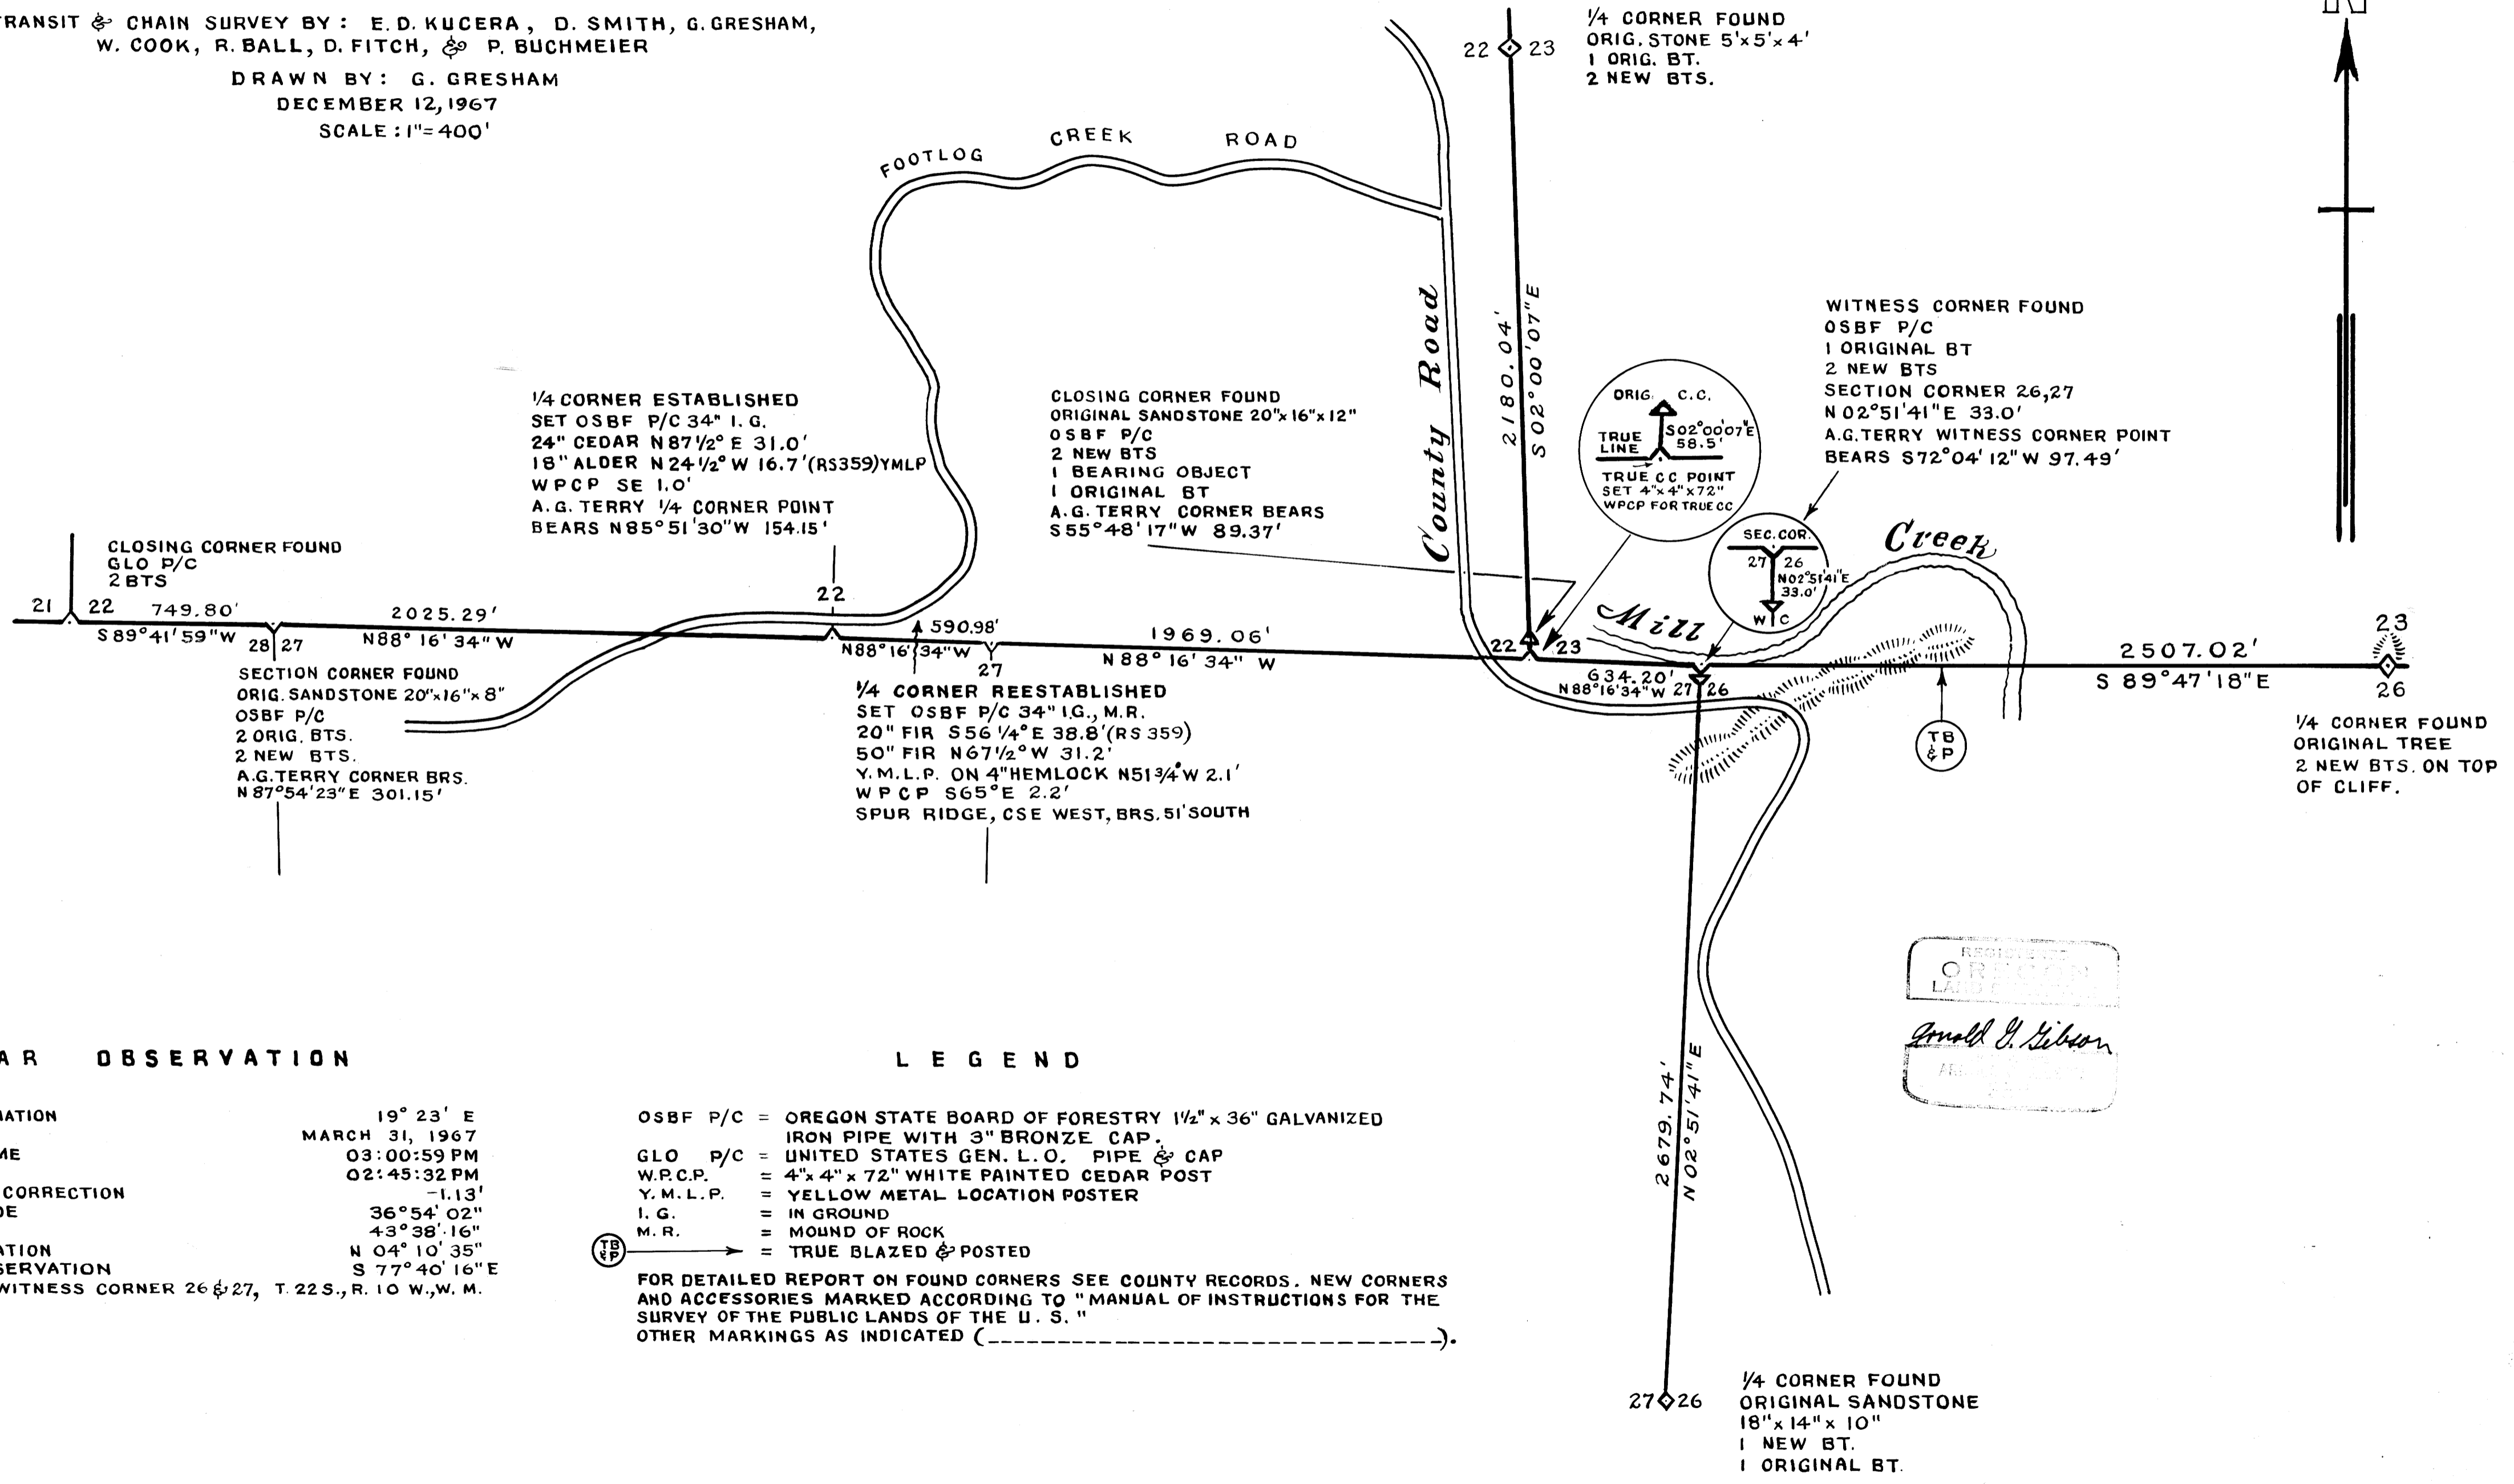 TRANSIT & CHAIN SURVEY BY: E.D. KUCERA, D. SMITH, G. GRESHAM,
W. COOK, R. BALL, D. FITCH, & P. BUCHMEIER
DRAWN BY: G. GRESHAM
DECEMBER 12, 1967
SCALE: 1"= 400'
N
1/4 CORNER FOUND
ORIG. STONE 5'x5'x4'
1 ORIG. BT.
2 NEW BTS.
22 23
FOOTLOG CREEK ROAD
County Road
2180.04'
S 02°00'07"E
WITNESS CORNER FOUND
OSBF P/C
1 ORIGINAL BT
2 NEW BTS
SECTION CORNER 26,27
N 02°51'41"E 33.0'
A.G.TERRY WITNESS CORNER POINT
BEARS S72°04'12"W 97.49'
ORIG. C.C.
TRUE LINE
S02°00'07"E
58.5'
TRUE CC POINT
SET 4"x4"x72"
WPCP FOR TRUE CC
SEC. COR.
27 26
N02°51'41"E
33.0'
W C
1/4 CORNER ESTABLISHED
SET OSBF P/C 34" I.G.
24" CEDAR N 87 1/2° E 31.0'
18" ALDER N 24 1/2° W 16.7' (RS359) YMLP
WPCP SE 1.0'
A.G. TERRY 1/4 CORNER POINT
BEARS N85°51'30"W 154.15'
CLOSING CORNER FOUND
ORIGINAL SANDSTONE 20"x16"x12"
OSBF P/C
2 NEW BTS
1 BEARING OBJECT
1 ORIGINAL BT
A.G. TERRY CORNER BEARS
S55°48'17"W 89.37'
CLOSING CORNER FOUND
GLO P/C
2 BTS
Mill Creek
21 22
749.80'
S 89°41'59"W
28 27
2025.29'
N88°16'34"W
22
590.98'
N88°16'34"W
27
1969.06'
N 88° 16' 34" W
22 23
634.20'
N88°16'34"W
27 26
2507.02'
S 89°47'18"E
23
26
TB
&P
SECTION CORNER FOUND
ORIG. SANDSTONE 20"x16"x8"
OSBF P/C
2 ORIG. BTS.
2 NEW BTS.
A.G.TERRY CORNER BRS.
N 87°54'23"E 301.15'
1/4 CORNER REESTABLISHED
SET OSBF P/C 34" I.G., M.R.
20" FIR S56 1/4°E 38.8' (RS 359)
50" FIR N67 1/2°W 31.2'
Y.M.L.P. ON 4" HEMLOCK N51 3/4°W 2.1'
WPCP S65°E 2.2'
SPUR RIDGE, CSE WEST, BRS. 51' SOUTH
1/4 CORNER FOUND
ORIGINAL TREE
2 NEW BTS. ON TOP
OF CLIFF.
2679.74'
N 02°51'41"E
OREGON
LAND
Gibson
AR OBSERVATION
ATION 19° 23' E
MARCH 31, 1967
ME 03:00:59 PM
02:45:32 PM
CORRECTION -1.13'
DE 36°54'02"
43°38'16"
ATION N 04°10'35"
SERVATION S 77°40'16"E
WITNESS CORNER 26 & 27, T. 22 S., R. 10 W., W. M.
LEGEND
OSBF P/C = OREGON STATE BOARD OF FORESTRY 1 1/2" x 36" GALVANIZED
IRON PIPE WITH 3" BRONZE CAP.
GLO P/C = UNITED STATES GEN. L.O. PIPE & CAP
W.P.C.P. = 4"x 4" x 72" WHITE PAINTED CEDAR POST
Y.M.L.P. = YELLOW METAL LOCATION POSTER
I.G. = IN GROUND
M.R. = MOUND OF ROCK
TB &P = TRUE BLAZED & POSTED
FOR DETAILED REPORT ON FOUND CORNERS SEE COUNTY RECORDS. NEW CORNERS
AND ACCESSORIES MARKED ACCORDING TO "MANUAL OF INSTRUCTIONS FOR THE
SURVEY OF THE PUBLIC LANDS OF THE U.S."
OTHER MARKINGS AS INDICATED (____________________).
27 26
1/4 CORNER FOUND
ORIGINAL SANDSTONE
18" x 14" x 10"
1 NEW BT.
1 ORIGINAL BT.